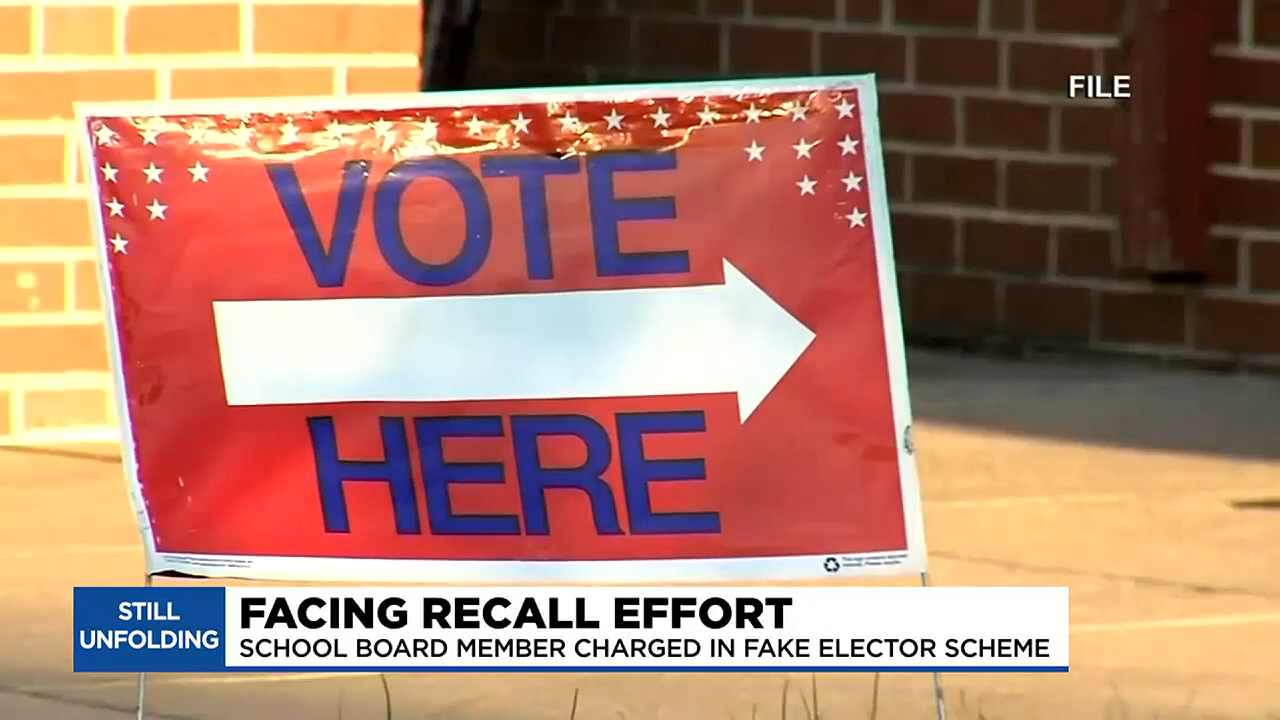 FILE
VOTE
HERE
STILL
UNFOLDING
FACING RECALL EFFORT
SCHOOL BOARD MEMBER CHARGED IN FAKE ELECTOR SCHEME